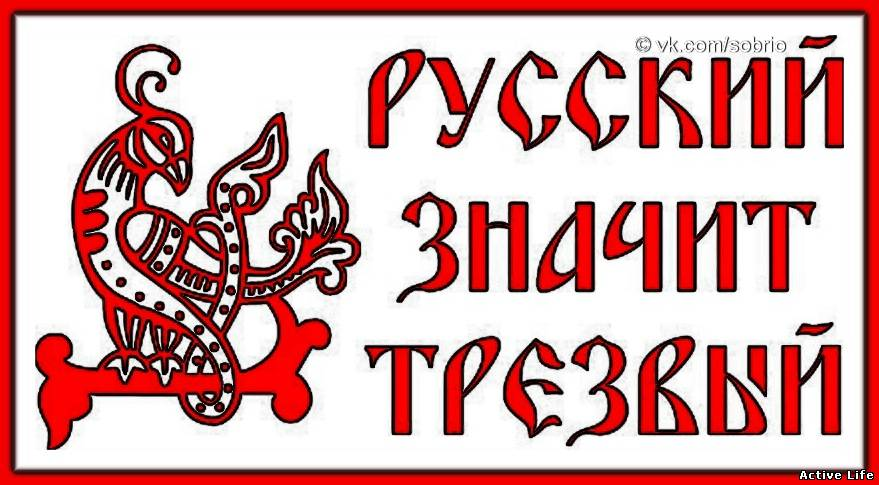 © vk.com/sobrio
РУССКИЙ
ЗНАЧИТ
ТРЕЗВЫЙ
Active Life